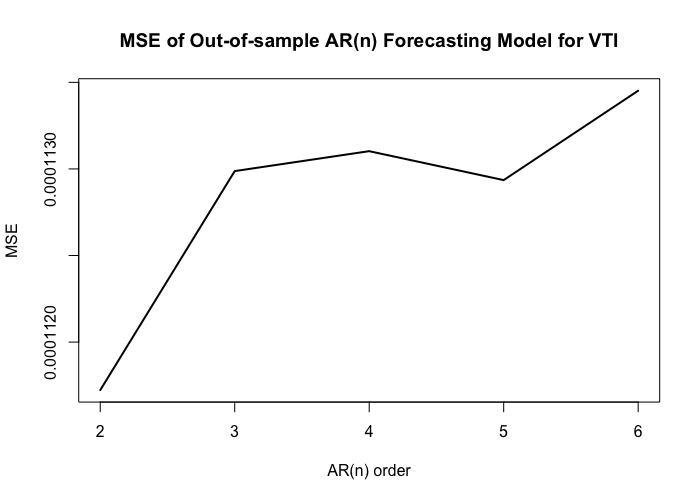 MSE of Out-of-sample AR(n) Forecasting Model for VTI
0.0001130
0.0001120
MSE
2 3 4 5 6
AR(n) order